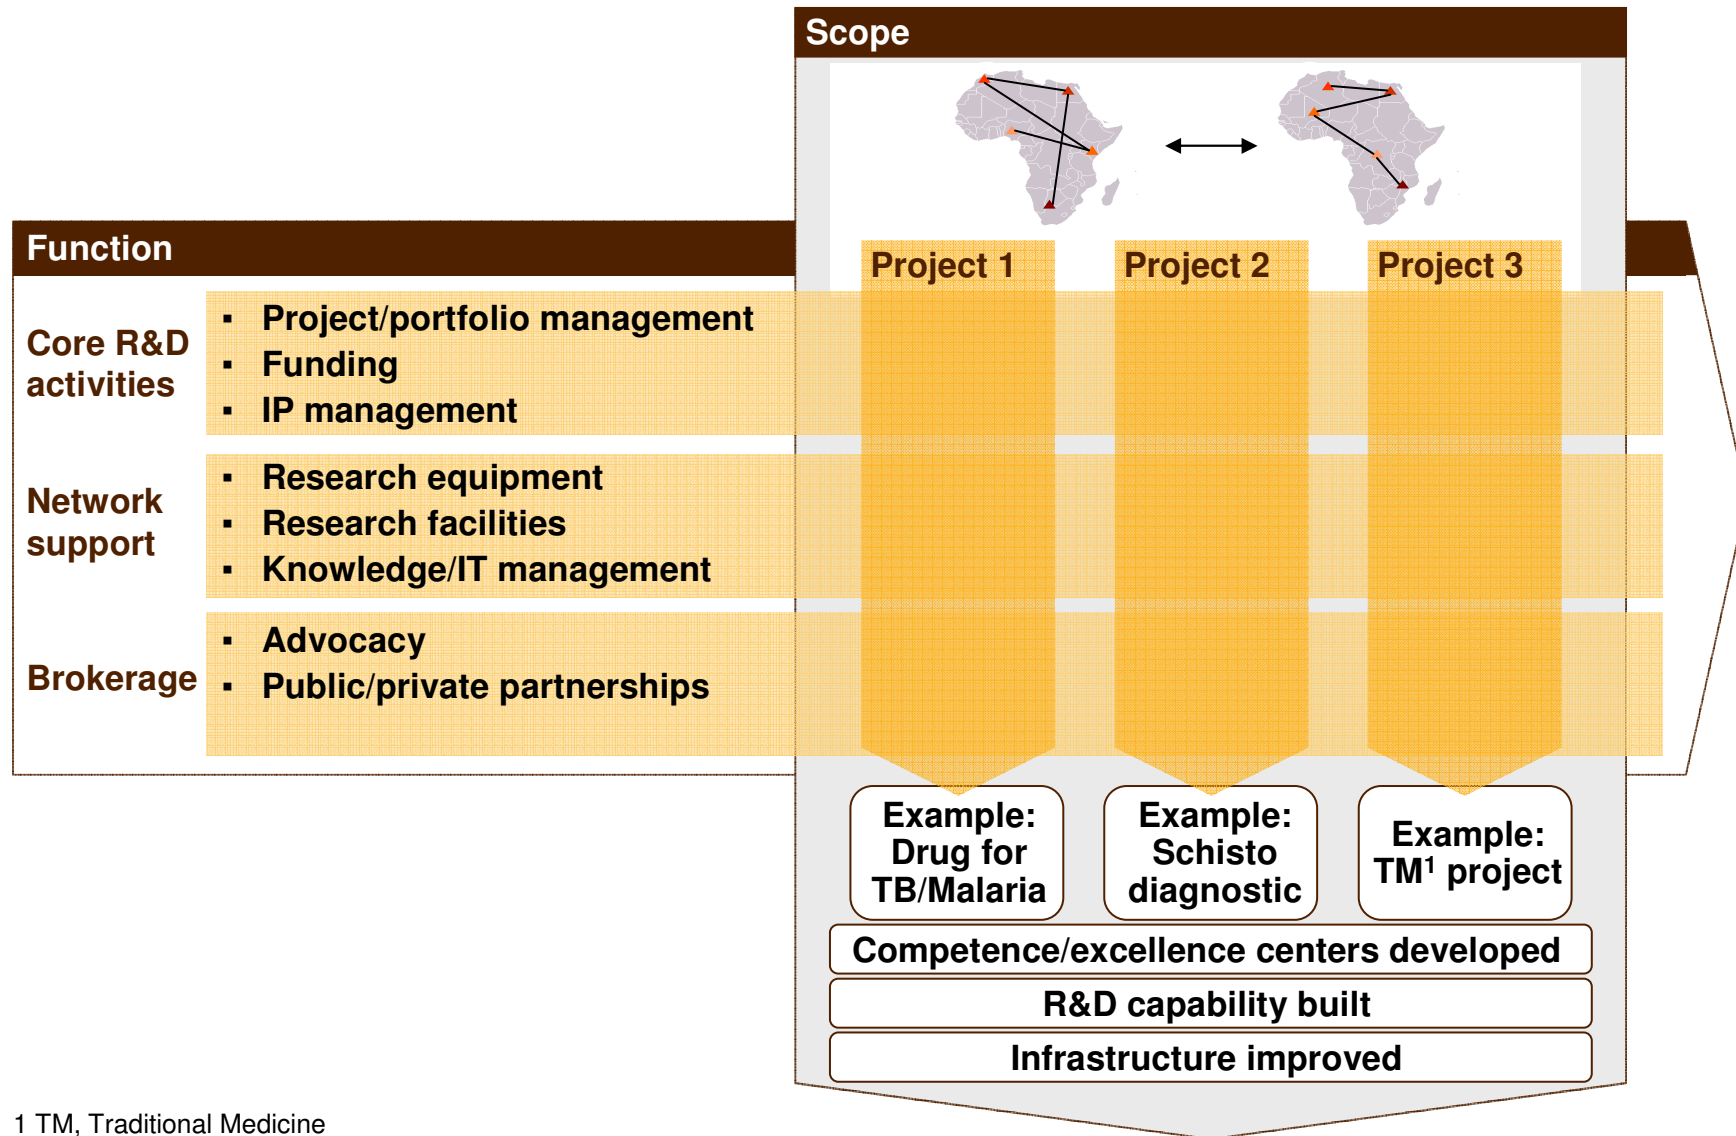 Scope
Function
Project 1
Project 2
Project 3
Core R&D
activities
▪ Project/portfolio management
▪ Funding
▪ IP management
Network
support
▪ Research equipment
▪ Research facilities
▪ Knowledge/IT management
Brokerage
▪ Advocacy
▪ Public/private partnerships
Example:
Drug for
TB/Malaria
Example:
Schisto
diagnostic
Example:
TM¹ project
Competence/excellence centers developed
R&D capability built
Infrastructure improved
1 TM, Traditional Medicine